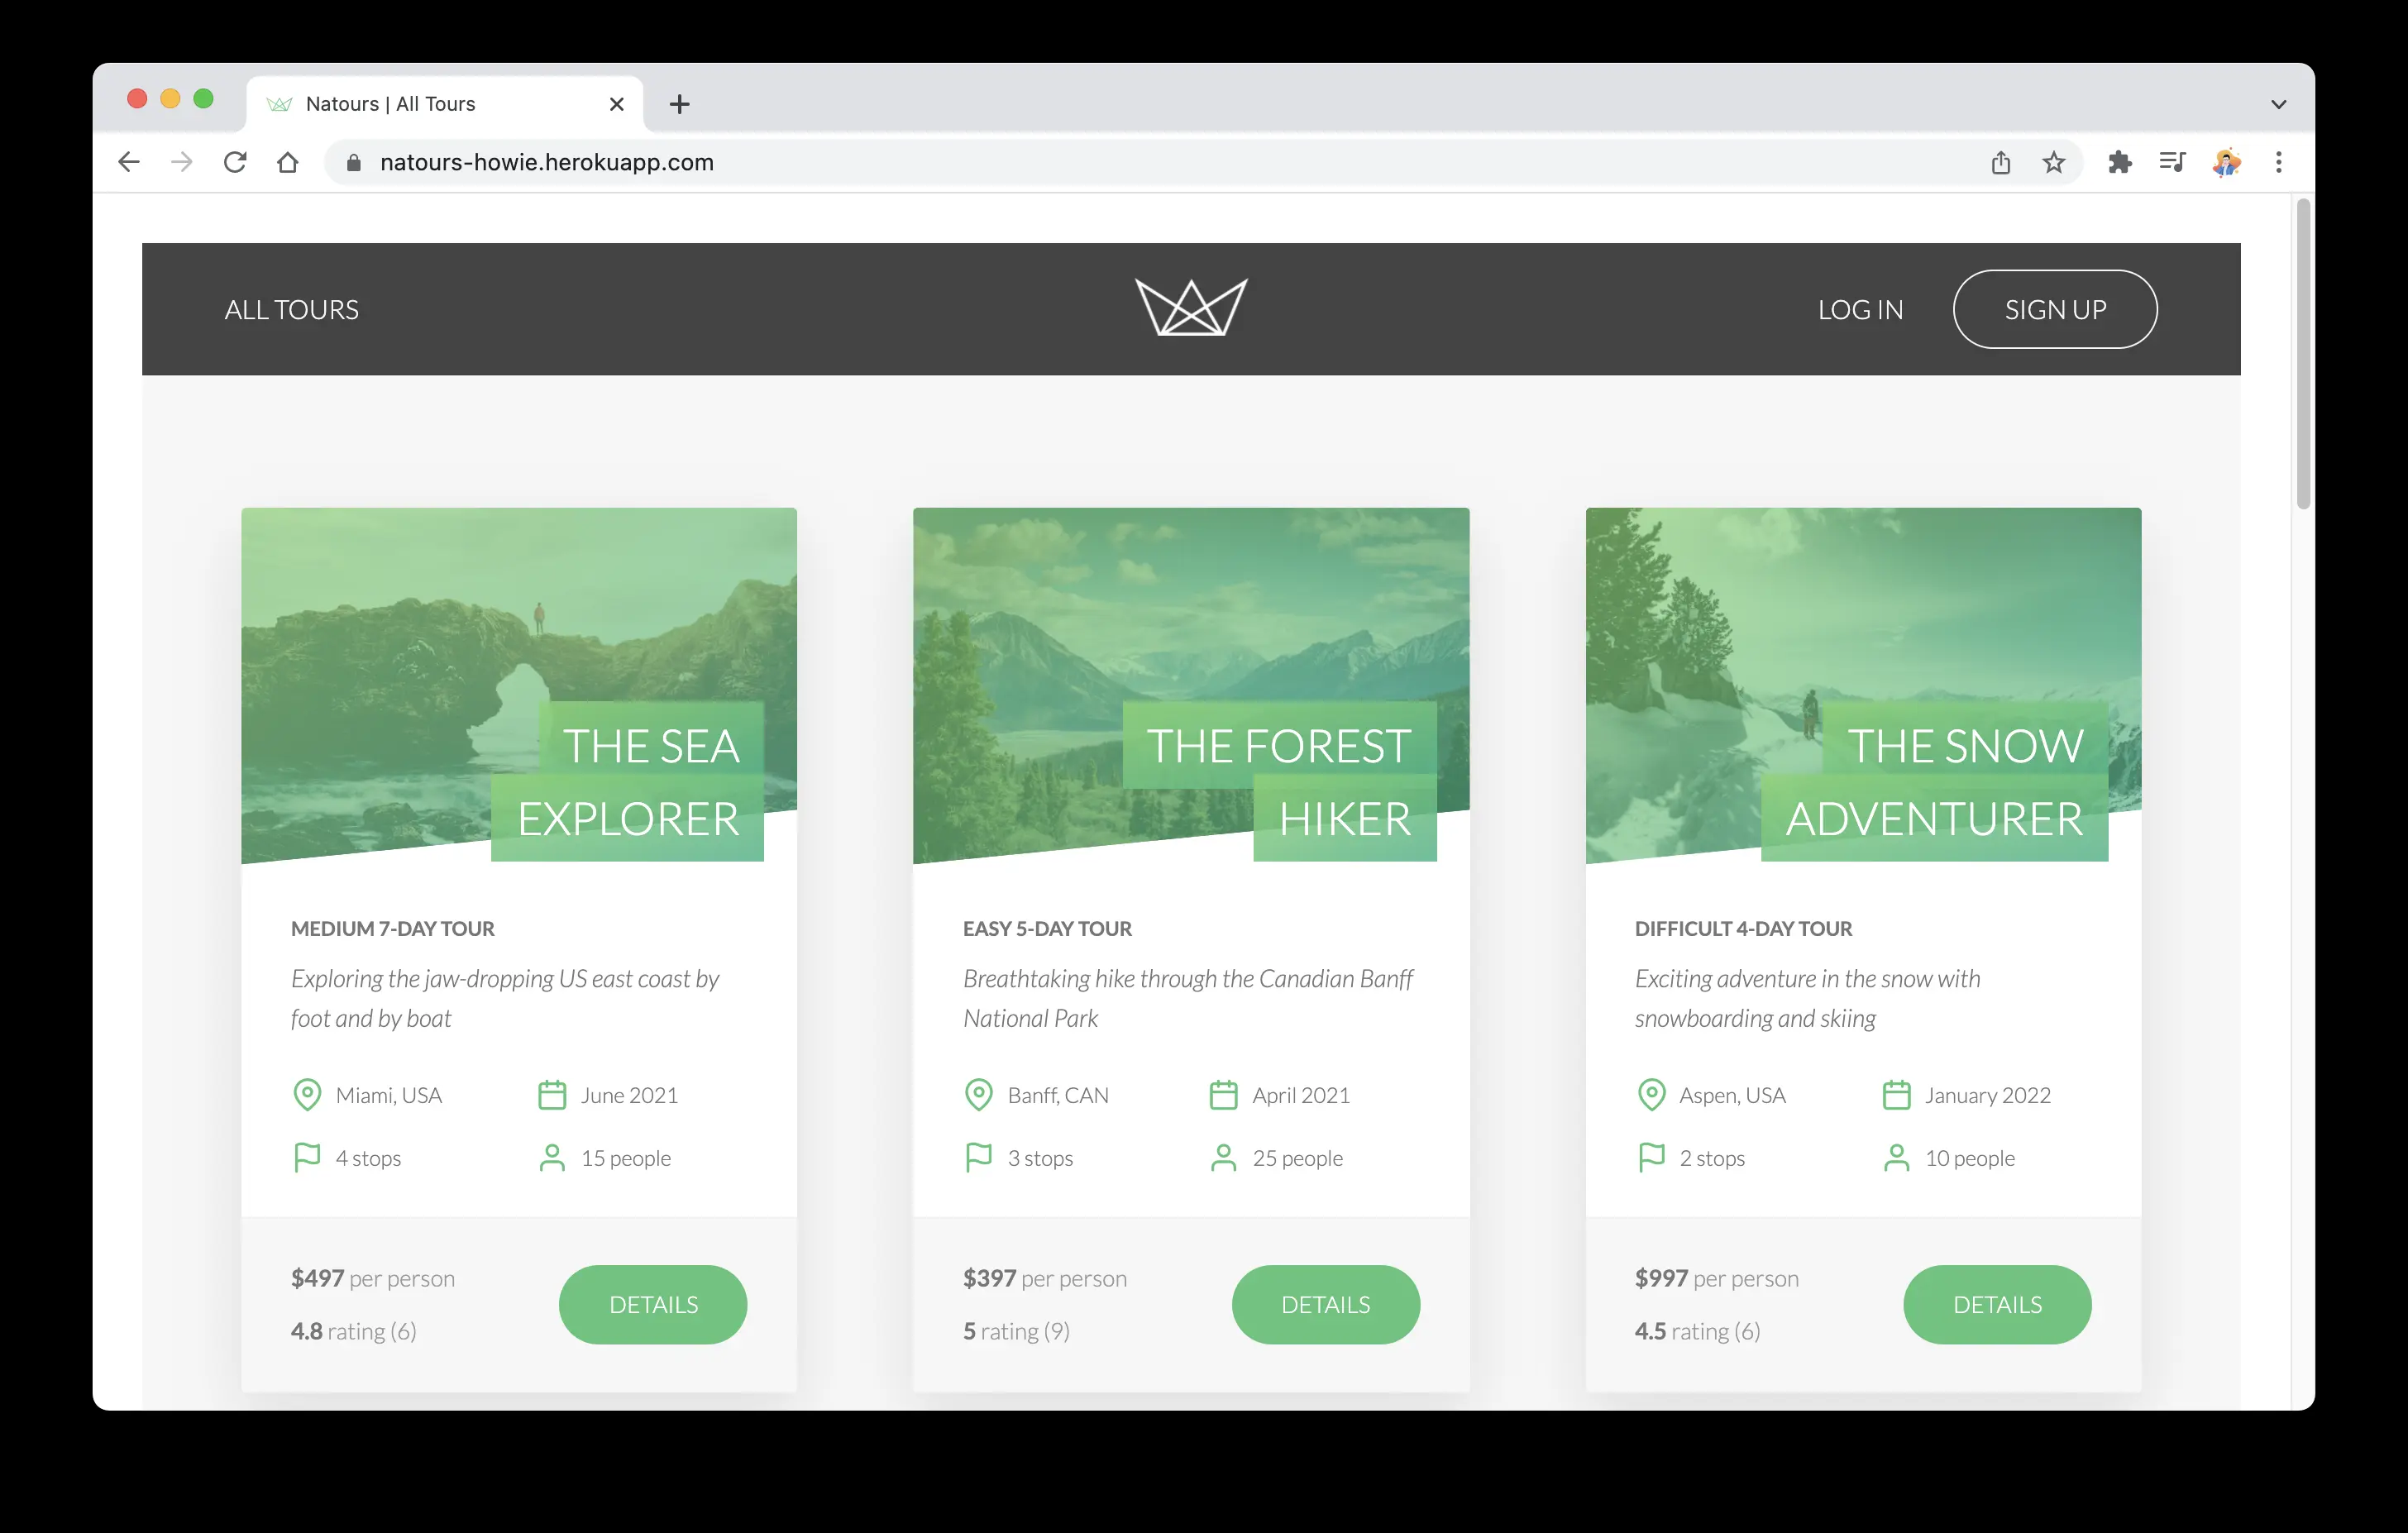 Natours | All Tours
natours-howie.herokuapp.com
ALL TOURS
LOG IN
SIGN UP
THE SEA
EXPLORER
MEDIUM 7-DAY TOUR
Exploring the jaw-dropping US east coast by
foot and by boat
Miami, USA
June 2021
4 stops
15 people
$497 per person
4.8 rating (6)
DETAILS
THE FOREST
HIKER
EASY 5-DAY TOUR
Breathtaking hike through the Canadian Banff
National Park
Banff, CAN
April 2021
3 stops
25 people
$397 per person
5 rating (9)
DETAILS
THE SNOW
ADVENTURER
DIFFICULT 4-DAY TOUR
Exciting adventure in the snow with
snowboarding and skiing
Aspen, USA
January 2022
2 stops
10 people
$997 per person
4.5 rating (6)
DETAILS